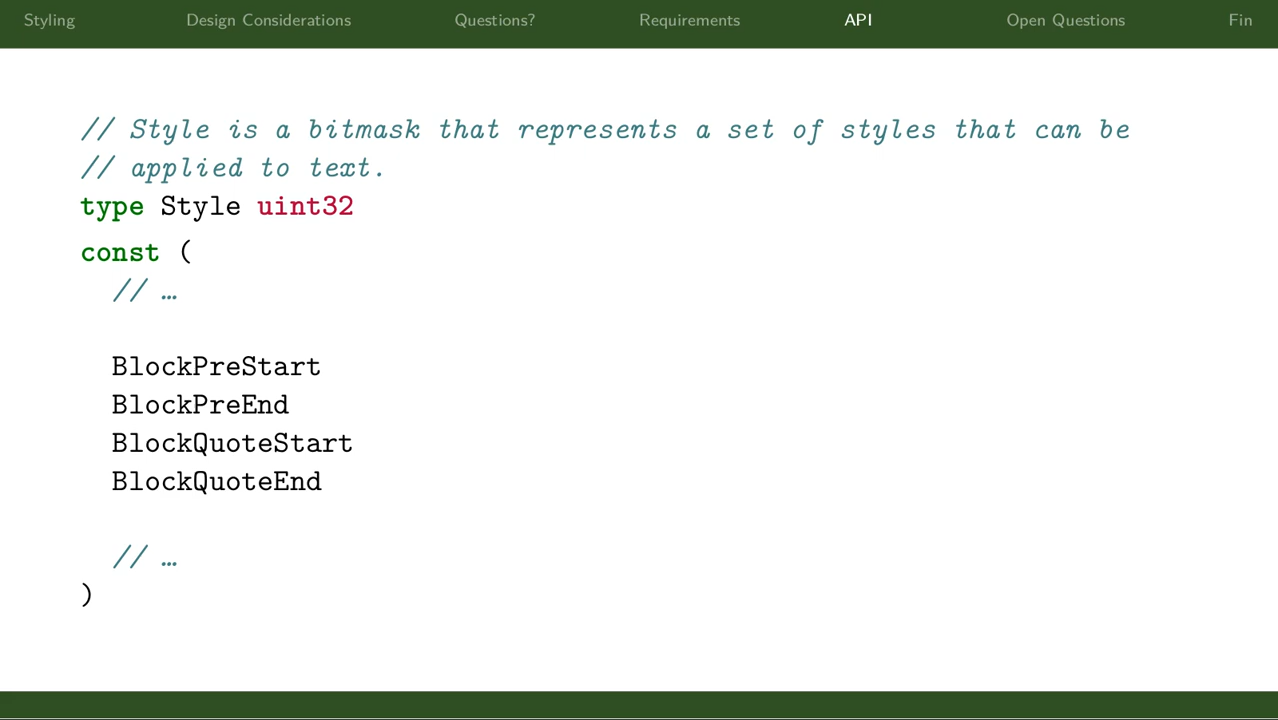 Styling Design Considerations Questions? Requirements API Open Questions Fin
// Style is a bitmask that represents a set of styles that can be
// applied to text.
type Style uint32
const (
// …
BlockPreStart
BlockPreEnd
BlockQuoteStart
BlockQuoteEnd
// …
)